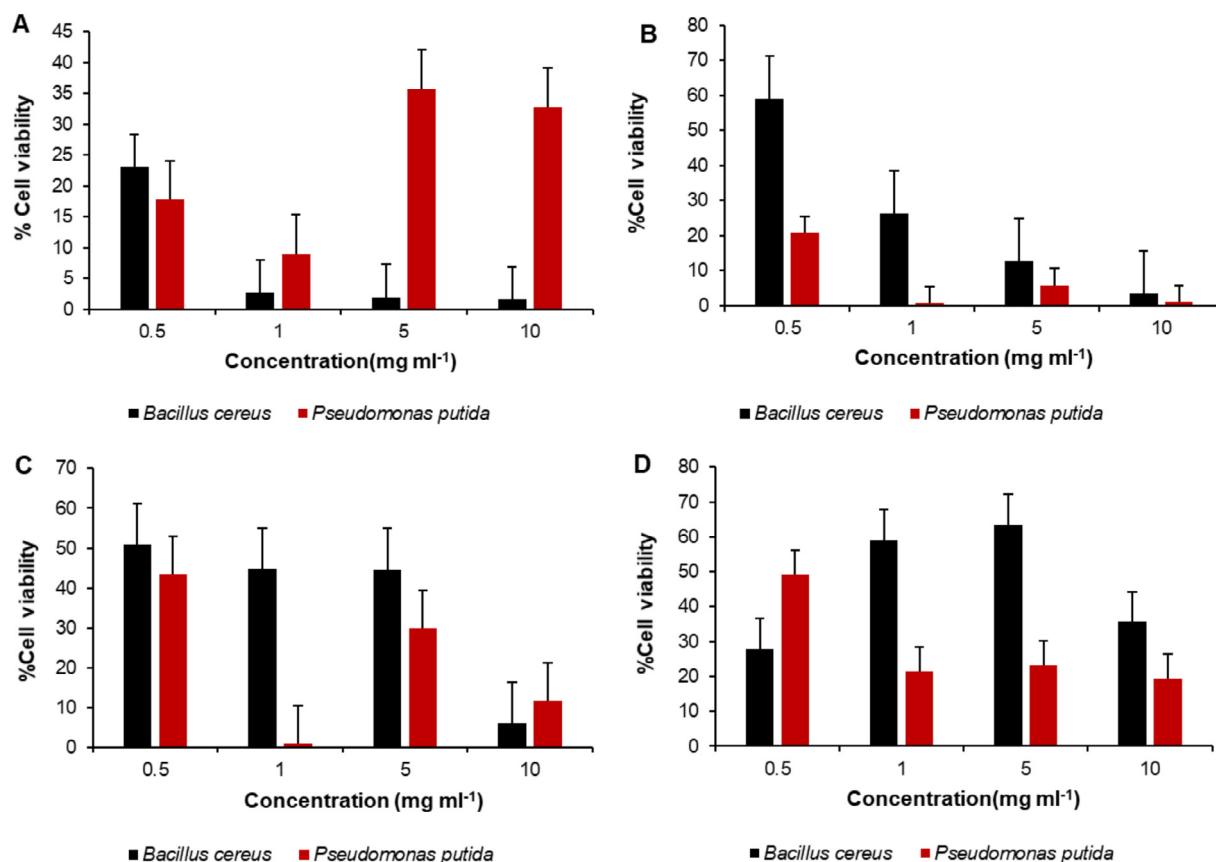 A
% Cell viability
45
40
35
30
25
20
15
10
5
0
0.5 1 5 10
Concentration(mg ml⁻¹)
Bacillus cereus Pseudomonas putida
B
%Cell viability
80
70
60
50
40
30
20
10
0
0.5 1 5 10
Concentration (mg ml⁻¹)
Bacillus cereus Pseudomonas putida
C
%Cell viability
70
60
50
40
30
20
10
0
0.5 1 5 10
Concentration (mg ml⁻¹)
Bacillus cereus Pseudomonas putida
D
%Cell viability
80
70
60
50
40
30
20
10
0
0.5 1 5 10
Concentration(mg ml⁻¹)
Bacillus cereus Pseudomonas putida